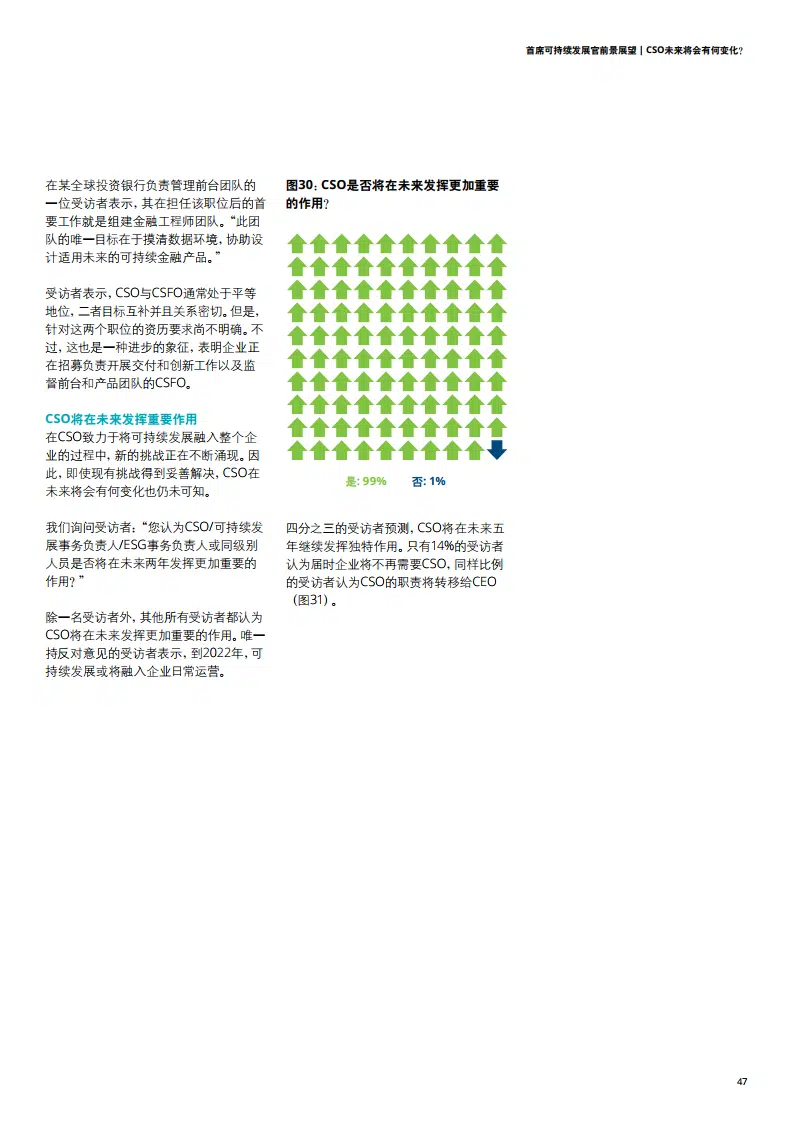 首席可持续发展官前景展望 | CSO未来将会有何变化？
在某全球投资银行负责管理前台团队的
一位受访者表示，其在担任该职位后的首
要工作就是组建金融工程师团队。“此团
队的唯一目标在于摸清数据环境，协助设
计适用未来的可持续金融产品。”
受访者表示，CSO与CSFO通常处于平等
地位，二者目标互补并且关系密切。但是，
针对这两个职位的资历要求尚不明确。不
过，这也是一种进步的象征，表明企业正
在招募负责开展交付和创新工作以及监
督前台和产品团队的CSFO。
CSO将在未来发挥重要作用
在CSO致力于将可持续发展融入整个企
业的过程中，新的挑战正在不断涌现。因
此，即使现有挑战得到妥善解决，CSO在
未来将会有何变化也仍未可知。
我们询问受访者：“您认为CSO/可持续发
展事务负责人/ESG事务负责人或同级别
人员是否将在未来两年发挥更加重要的
作用？”
除一名受访者外，其他所有受访者都认为
CSO将在未来发挥更加重要的作用。唯一
持反对意见的受访者表示，到2022年，可
持续发展或将融入企业日常运营。
图30：CSO是否将在未来发挥更加重要
的作用？
是: 99% 否: 1%
四分之三的受访者预测，CSO将在未来五
年继续发挥独特作用。只有14%的受访者
认为届时企业将不再需要CSO，同样比例
的受访者认为CSO的职责将转移给CEO
（图31）。
47